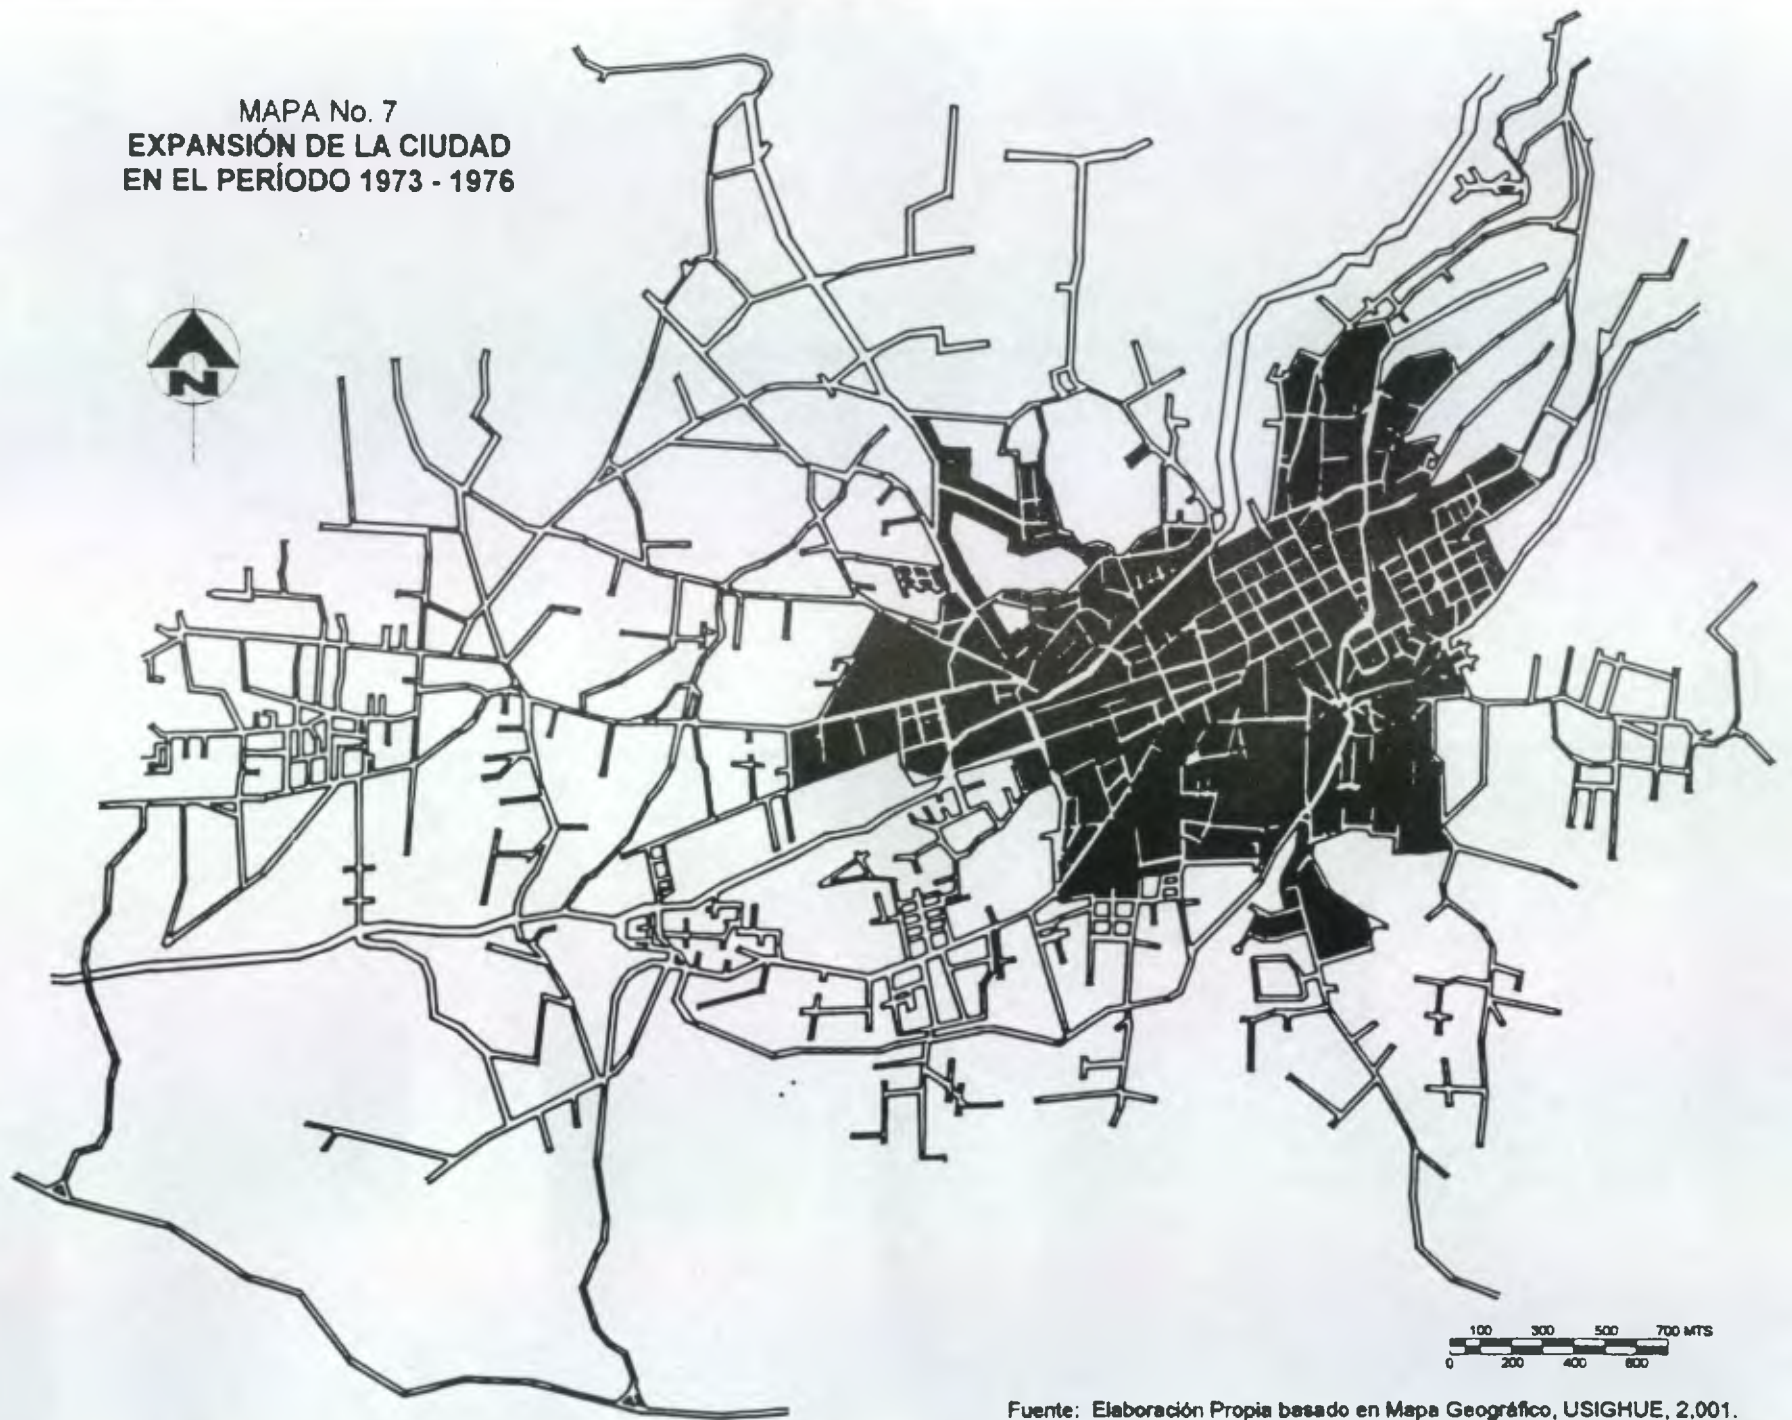 MAPA No. 7
EXPANSIÓN DE LA CIUDAD
EN EL PERÍODO 1973 - 1976
N
100 300 500 700 MTS
0 200 400 600
Fuente: Elaboración Propia basado en Mapa Geográfico, USIGHUE, 2,001.